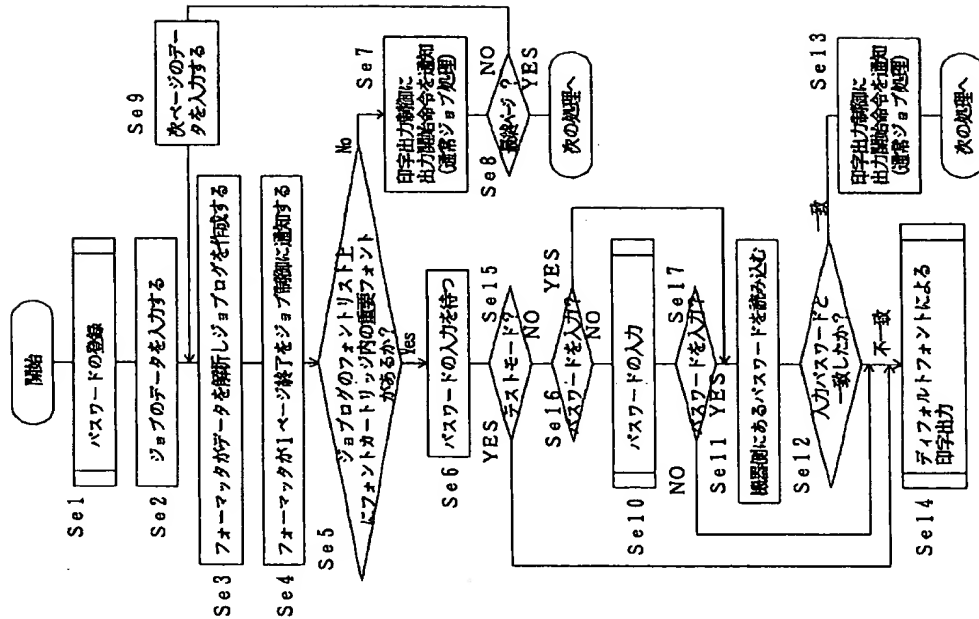 開始
Se1
パスワードの登録
Se2
ジョブのデータを入力する
Se9
次ページのデー
タを入力する
Se3
フォーマッタがデータを解析しジョブログを作成する
Se4
フォーマッタが1ページ終了をジョブ制御に通知する
Se5
ジョブログのフォントリスト上
にフォントカートリッジ内の重要フォント
があるか?
No
Yes
Se7
印字出力制御に
出力開始命令を通知
(通常ジョブ処理)
Se8
最終ページ?
NO
YES
次の処理へ
Se6
パスワードの入力を待つ
Se15
テストモード?
YES
NO
Se16
パスワードを入力?
YES
NO
Se10
パスワードの入力
Se17
パスワードを入力?
NO
YES
Se11
機器側にあるパスワードを読み込む
Se12
入力パスワードと
一致したか?
一致
不一致
Se13
印字出力制御に
出力開始命令を通知
(通常ジョブ処理)
次の処理へ
Se14
ディフォルトフォントによる
印字出力